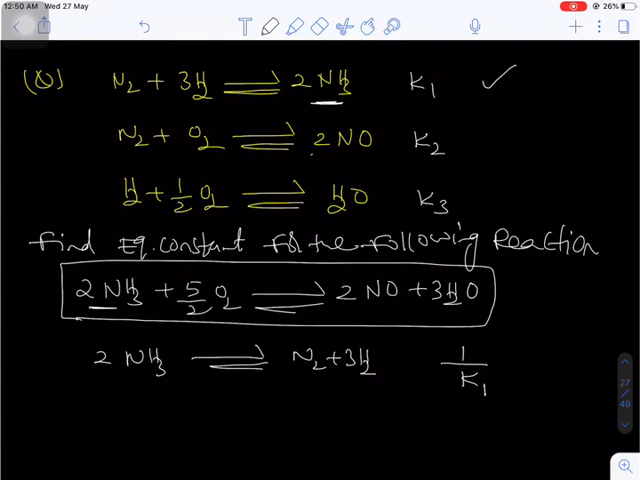 12:50 AM Wed 27 May
26%
(Q) N₂ + 3H₂ ⇌ 2NH₃ K₁ ✓
N₂ + O₂ ⇌ 2NO K₂
H₂ + 1/2 O₂ ⇌ H₂O K₃
Find Eq.constant For the Following Reaction
2NH₃ + 5/2 O₂ ⇌ 2NO + 3H₂O
2NH₃ ⇌ N₂ + 3H₂ 1/K₁
27/49